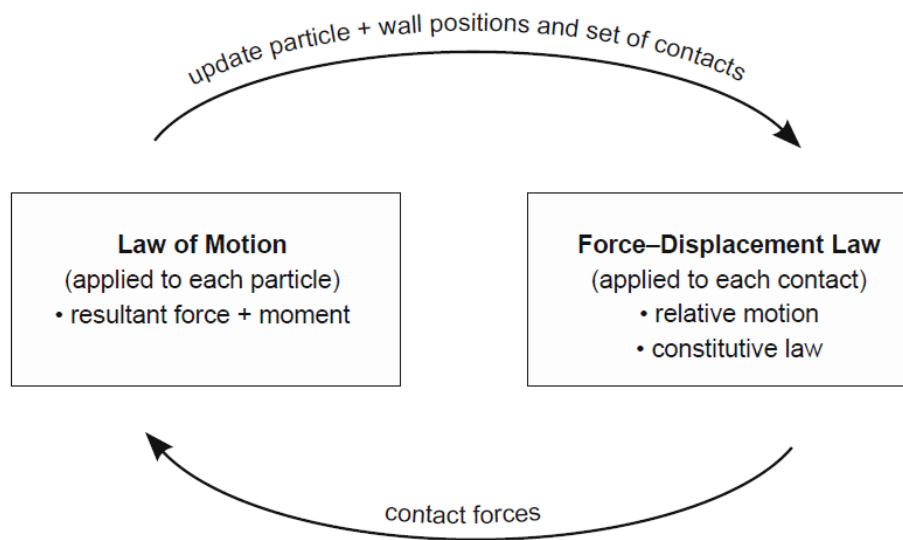 update particle + wall positions and set of contacts
Law of Motion
(applied to each particle)
• resultant force + moment
Force–Displacement Law
(applied to each contact)
• relative motion
• constitutive law
contact forces